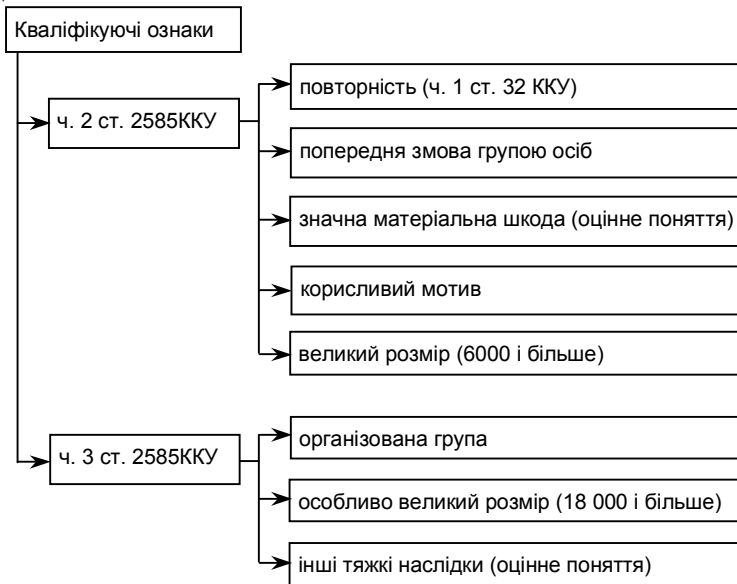 Кваліфікуючі ознаки
ч. 2 ст. 2585ККУ
повторність (ч. 1 ст. 32 ККУ)
попередня змова групою осіб
значна матеріальна шкода (оцінне поняття)
корисливий мотив
великий розмір (6000 і більше)
ч. 3 ст. 2585ККУ
організована група
особливо великий розмір (18 000 і більше)
інші тяжкі наслідки (оцінне поняття)